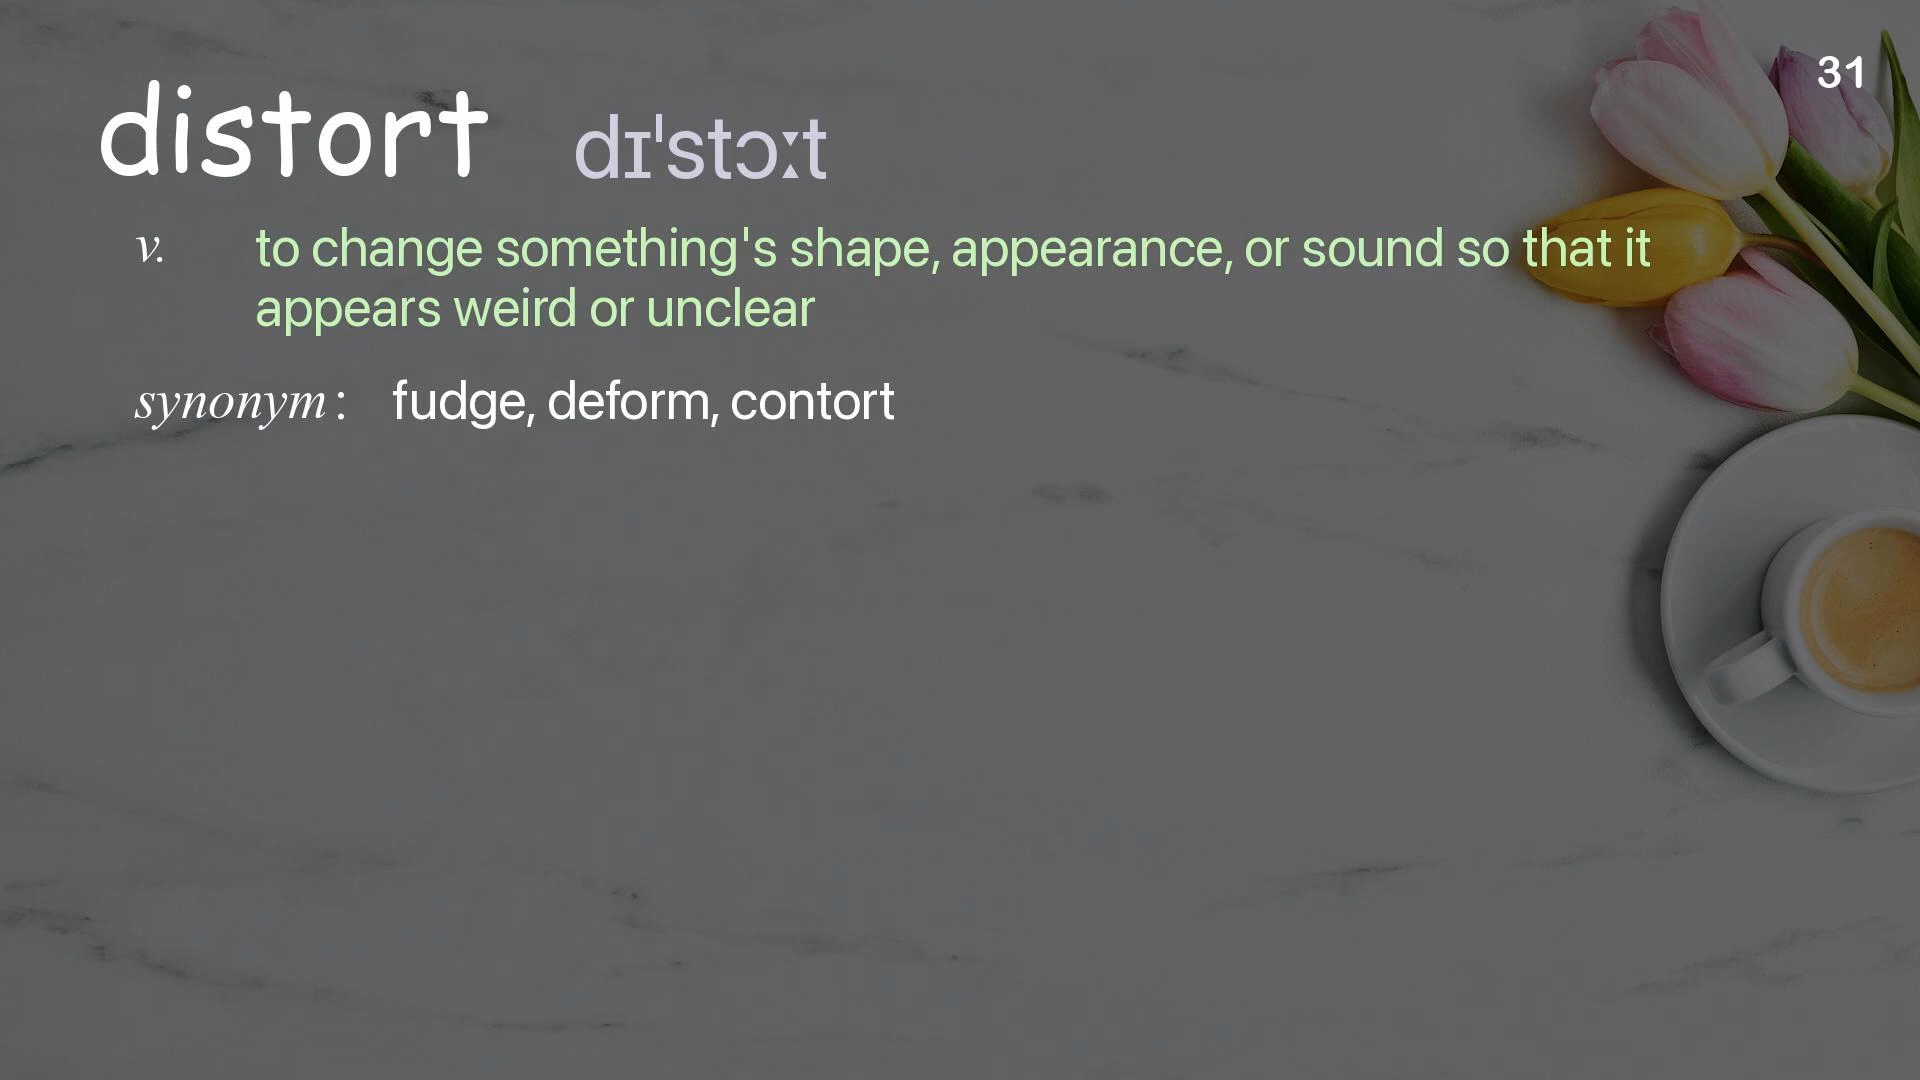 31
distort dɪˈstɔːt
v. to change something's shape, appearance, or sound so that it
appears weird or unclear
synonym : fudge, deform, contort